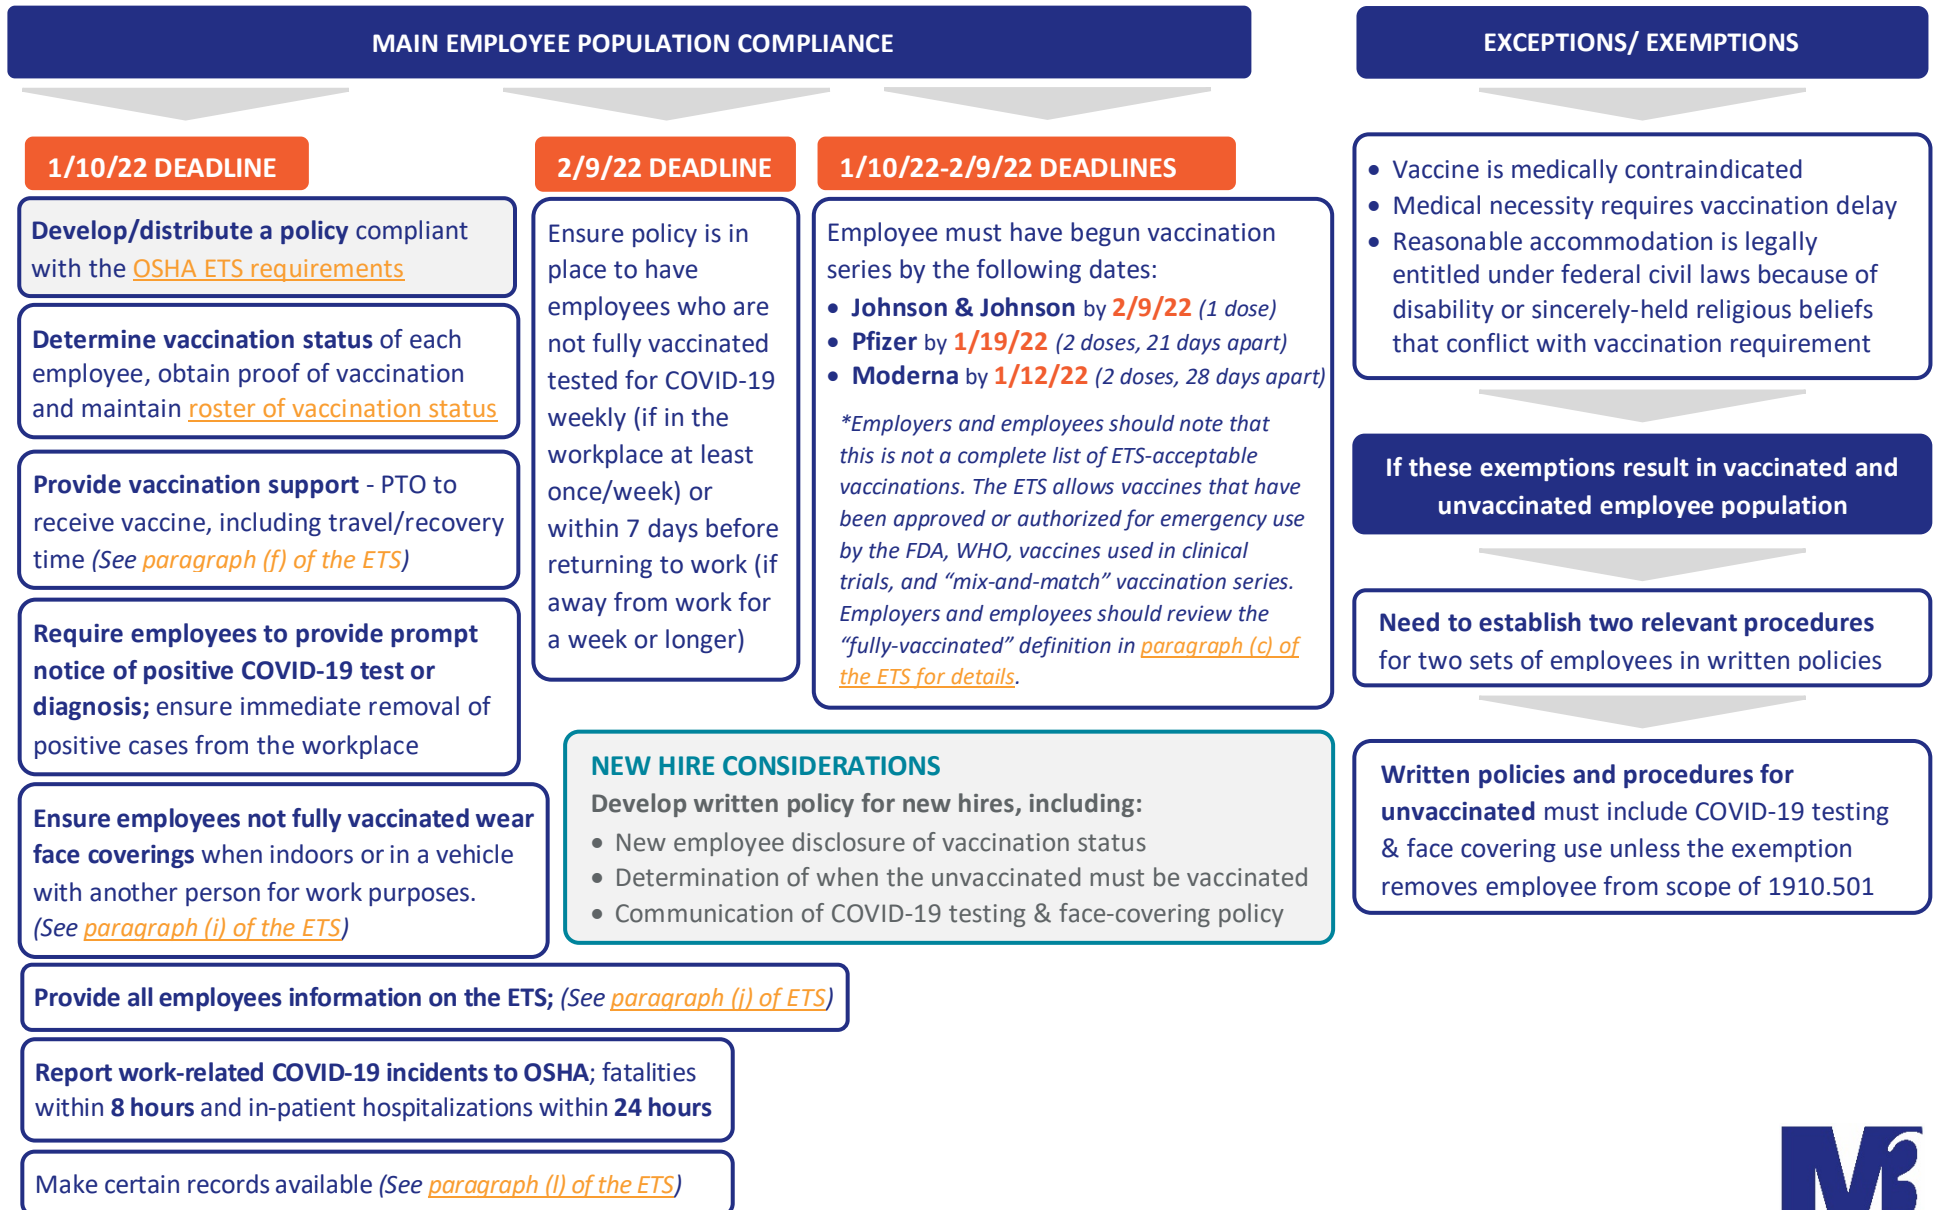 MAIN EMPLOYEE POPULATION COMPLIANCE
1/10/22 DEADLINE
Develop/distribute a policy compliant
with the OSHA ETS requirements
Determine vaccination status of each
employee, obtain proof of vaccination
and maintain roster of vaccination status
Provide vaccination support - PTO to
receive vaccine, including travel/recovery
time (See paragraph (f) of the ETS)
Require employees to provide prompt
notice of positive COVID-19 test or
diagnosis; ensure immediate removal of
positive cases from the workplace
Ensure employees not fully vaccinated wear
face coverings when indoors or in a vehicle
with another person for work purposes.
(See paragraph (i) of the ETS)
Provide all employees information on the ETS; (See paragraph (j) of ETS)
Report work-related COVID-19 incidents to OSHA; fatalities
within 8 hours and in-patient hospitalizations within 24 hours
Make certain records available (See paragraph (l) of the ETS)
2/9/22 DEADLINE
Ensure policy is in
place to have
employees who are
not fully vaccinated
tested for COVID-19
weekly (if in the
workplace at least
once/week) or
within 7 days before
returning to work (if
away from work for
a week or longer)
1/10/22-2/9/22 DEADLINES
Employee must have begun vaccination
series by the following dates:
• Johnson & Johnson by 2/9/22 (1 dose)
• Pfizer by 1/19/22 (2 doses, 21 days apart)
• Moderna by 1/12/22 (2 doses, 28 days apart)
*Employers and employees should note that
this is not a complete list of ETS-acceptable
vaccinations. The ETS allows vaccines that have
been approved or authorized for emergency use
by the FDA, WHO, vaccines used in clinical
trials, and “mix-and-match” vaccination series.
Employers and employees should review the
“fully-vaccinated” definition in paragraph (c) of
the ETS for details.
NEW HIRE CONSIDERATIONS
Develop written policy for new hires, including:
• New employee disclosure of vaccination status
• Determination of when the unvaccinated must be vaccinated
• Communication of COVID-19 testing & face-covering policy
EXCEPTIONS/ EXEMPTIONS
• Vaccine is medically contraindicated
• Medical necessity requires vaccination delay
• Reasonable accommodation is legally
entitled under federal civil laws because of
disability or sincerely-held religious beliefs
that conflict with vaccination requirement
If these exemptions result in vaccinated and
unvaccinated employee population
Need to establish two relevant procedures
for two sets of employees in written policies
Written policies and procedures for
unvaccinated must include COVID-19 testing
& face covering use unless the exemption
removes employee from scope of 1910.501
M3